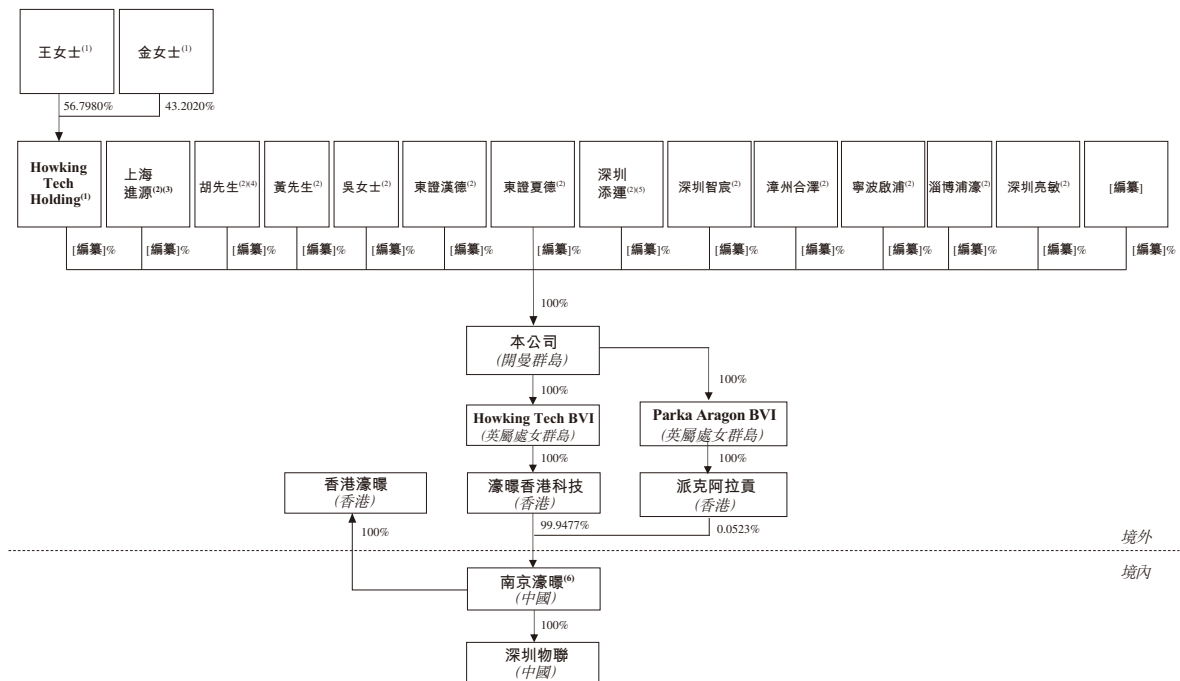 王女士(1)
金女士(1)
56.7980%
43.2020%
Howking
Tech
Holding(1)
上海
進源(2)(3)
胡先生(2)(4)
黃先生(2)
吳女士(2)
東證漢德(2)
東證夏德(2)
深圳
添運(2)(5)
深圳智宸(2)
漳州合澤(2)
寧波啟浦(2)
淄博浦濠(2)
深圳亮敏(2)
[編纂]
[編纂]%
[編纂]%
[編纂]%
[編纂]%
[編纂]%
[編纂]%
[編纂]%
[編纂]%
[編纂]%
[編纂]%
[編纂]%
[編纂]%
[編纂]%
[編纂]%
100%
本公司
(開曼群島)
100%
100%
Howking Tech BVI
(英屬處女群島)
Parka Aragon BVI
(英屬處女群島)
100%
100%
香港濠暻
(香港)
濠暻香港科技
(香港)
派克阿拉貢
(香港)
100%
99.9477%
0.0523%
境外
境內
南京濠暻(6)
(中國)
100%
深圳物聯
(中國)